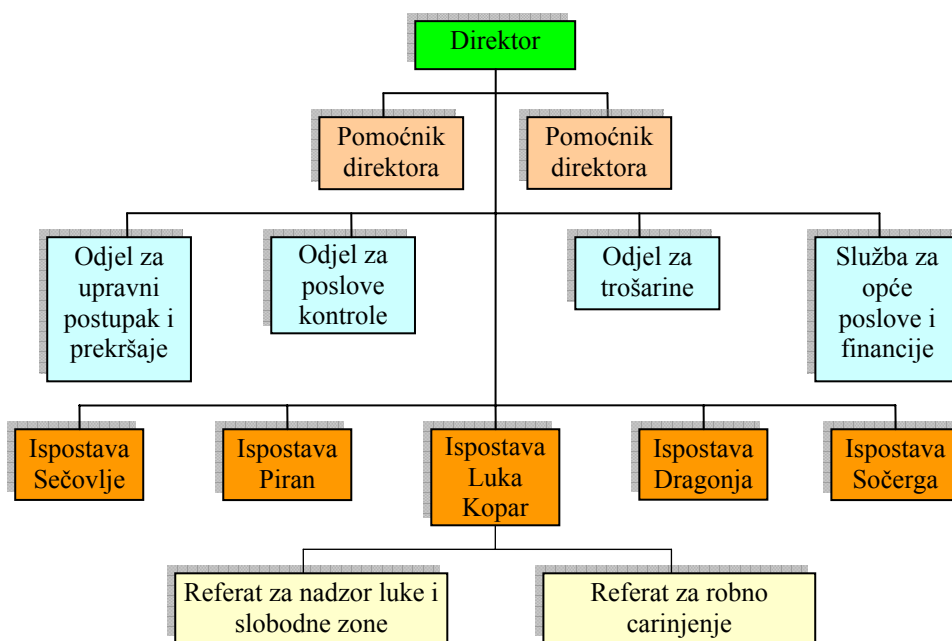 Direktor
Pomoćnik
direktora
Pomoćnik
direktora
Odjel za
upravni
postupak i
prekršaje
Odjel za
poslove
kontrole
Odjel za
trošarine
Služba za
opće
poslove i
financije
Ispostava
Sečovlje
Ispostava
Piran
Ispostava
Luka
Kopar
Ispostava
Dragonja
Ispostava
Sočerga
Referat za nadzor luke i
slobodne zone
Referat za robno
carinjenje